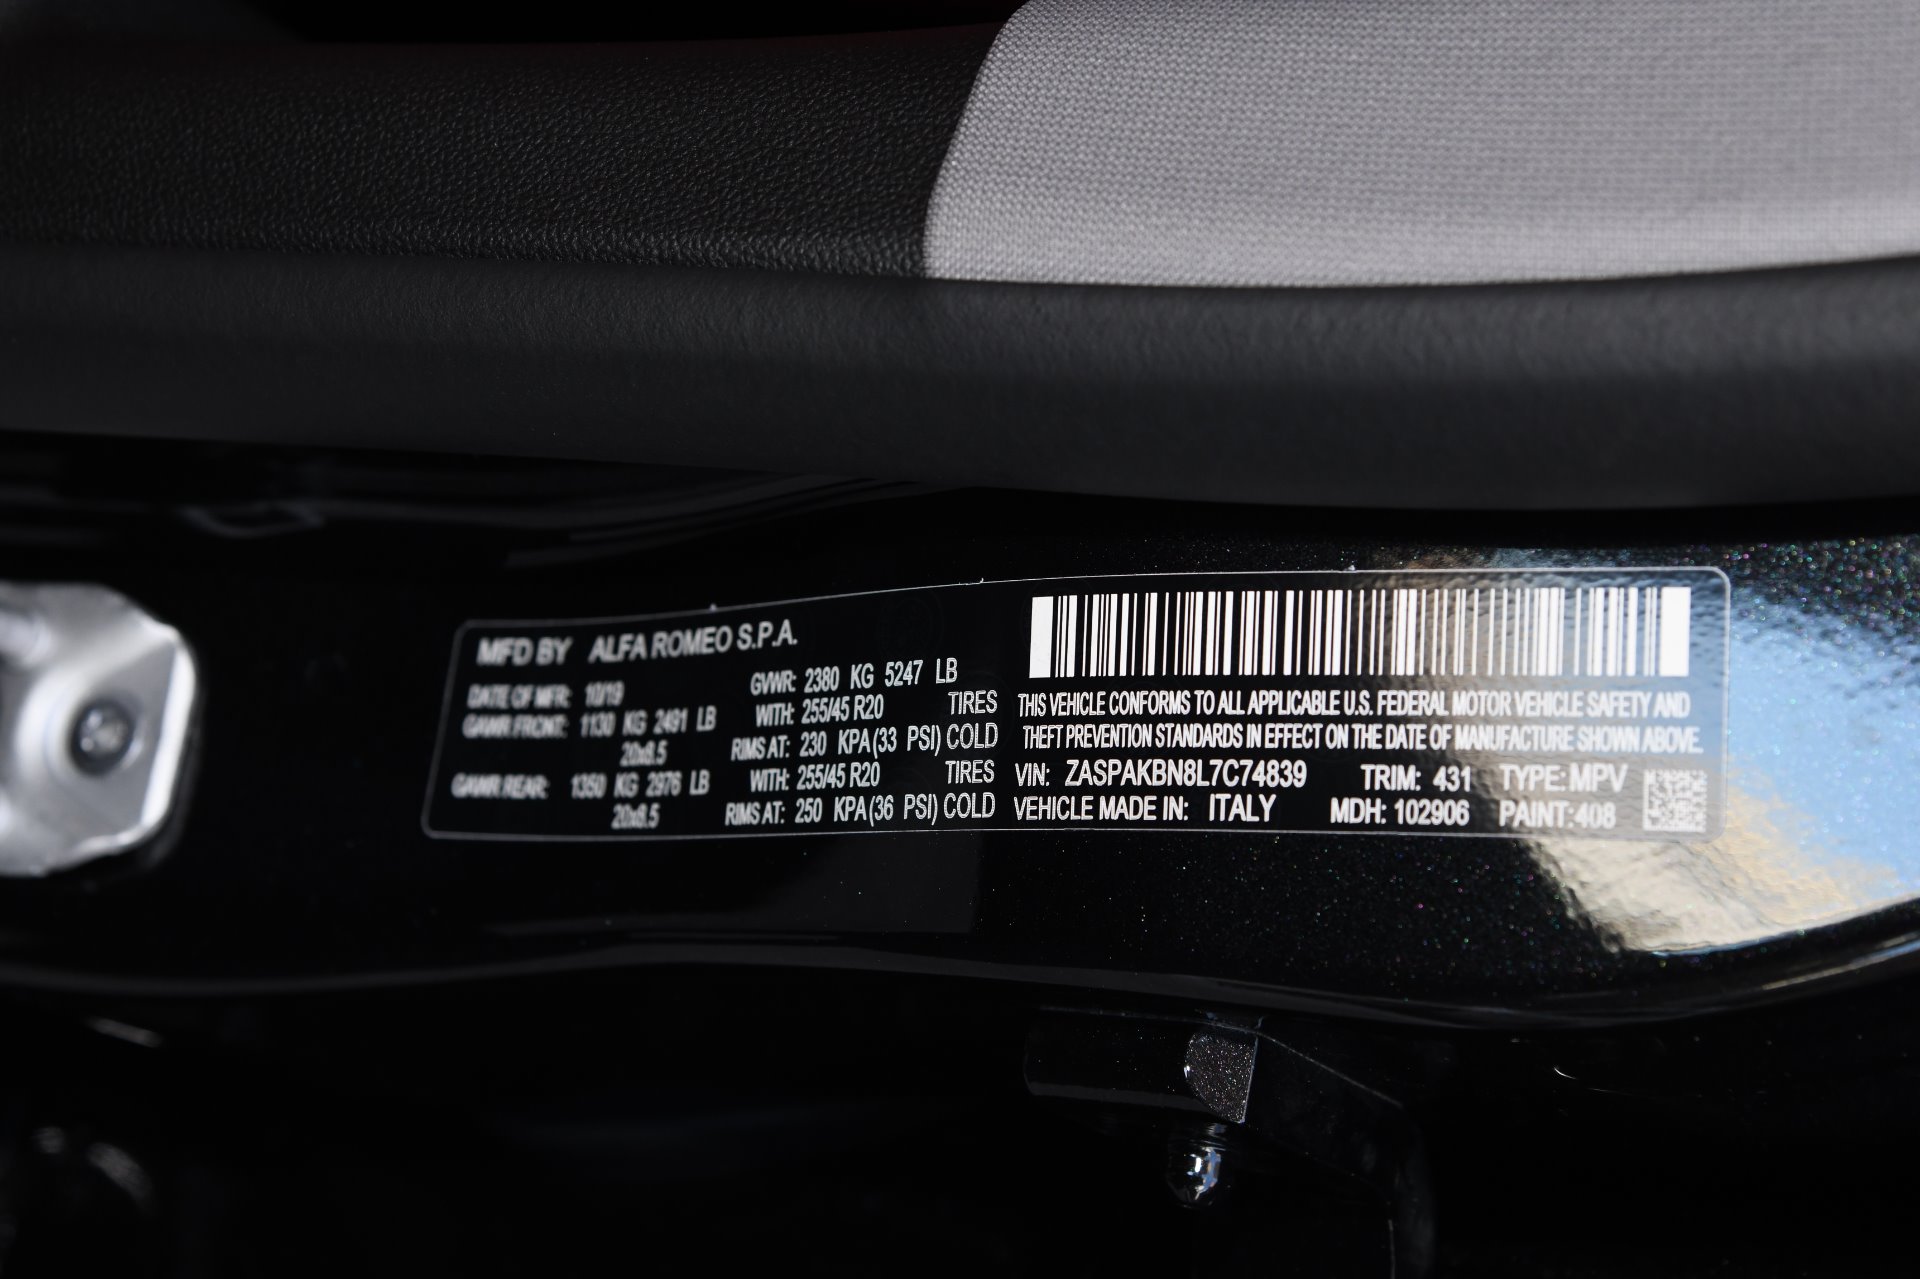 MFD BY ALFA ROMEO S.P.A.
DATE OF MFR: 10/19 GVWR: 2380 KG 5247 LB
GAWR FRONT: 1130 KG 2491 LB WITH: 255/45 R20 TIRES
20x8.5 RIMS AT: 230 KPA(33 PSI) COLD
GAWR REAR: 1350 KG 2976 LB WITH: 255/45 R20 TIRES
20x8.5 RIMS AT: 250 KPA(36 PSI) COLD
THIS VEHICLE CONFORMS TO ALL APPLICABLE U.S. FEDERAL MOTOR VEHICLE SAFETY AND
THEFT PREVENTION STANDARDS IN EFFECT ON THE DATE OF MANUFACTURE SHOWN ABOVE.
VIN: ZASPAKBN8L7C74839 TRIM: 431 TYPE: MPV
VEHICLE MADE IN: ITALY MDH: 102906 PAINT:408